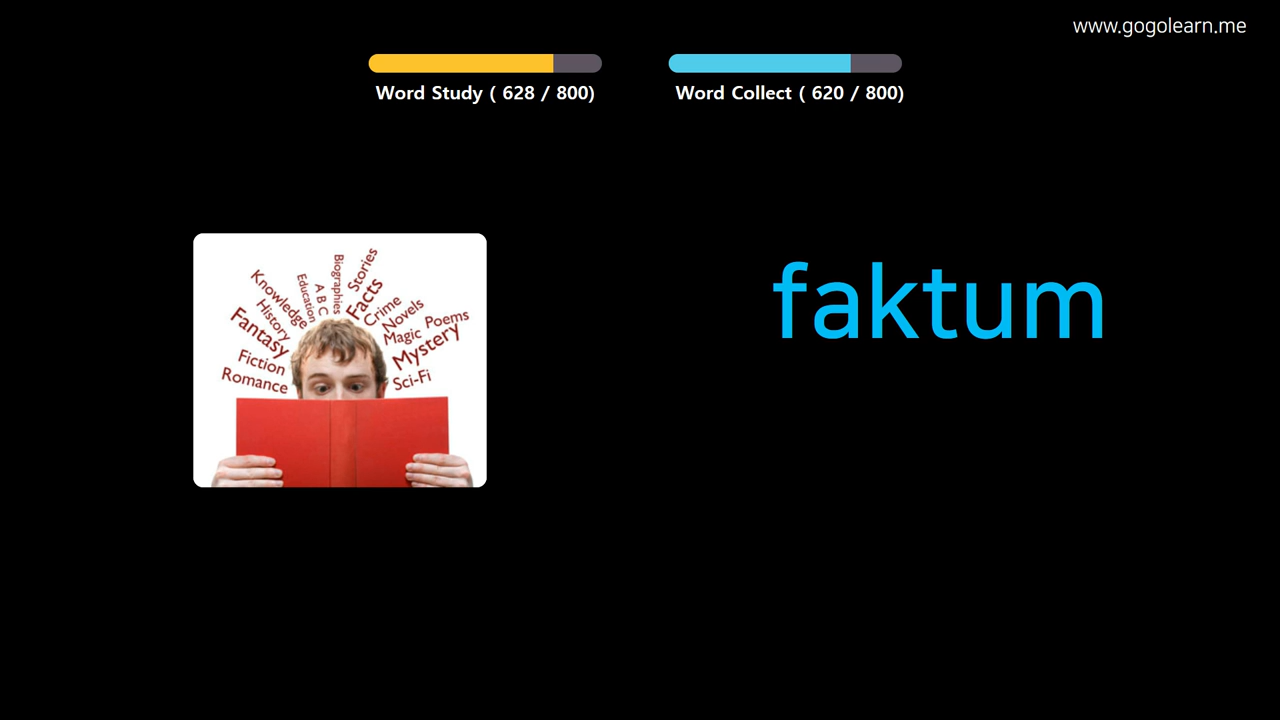 www.gogolearn.me
Word Study ( 628 / 800)
Word Collect ( 620 / 800)
faktum
Romance
Fiction
Fantasy
History
Knowledge
Education
A B C
Biographies
Stories
Facts
Crime
Novels
Magic
Poems
Mystery
Sci-Fi